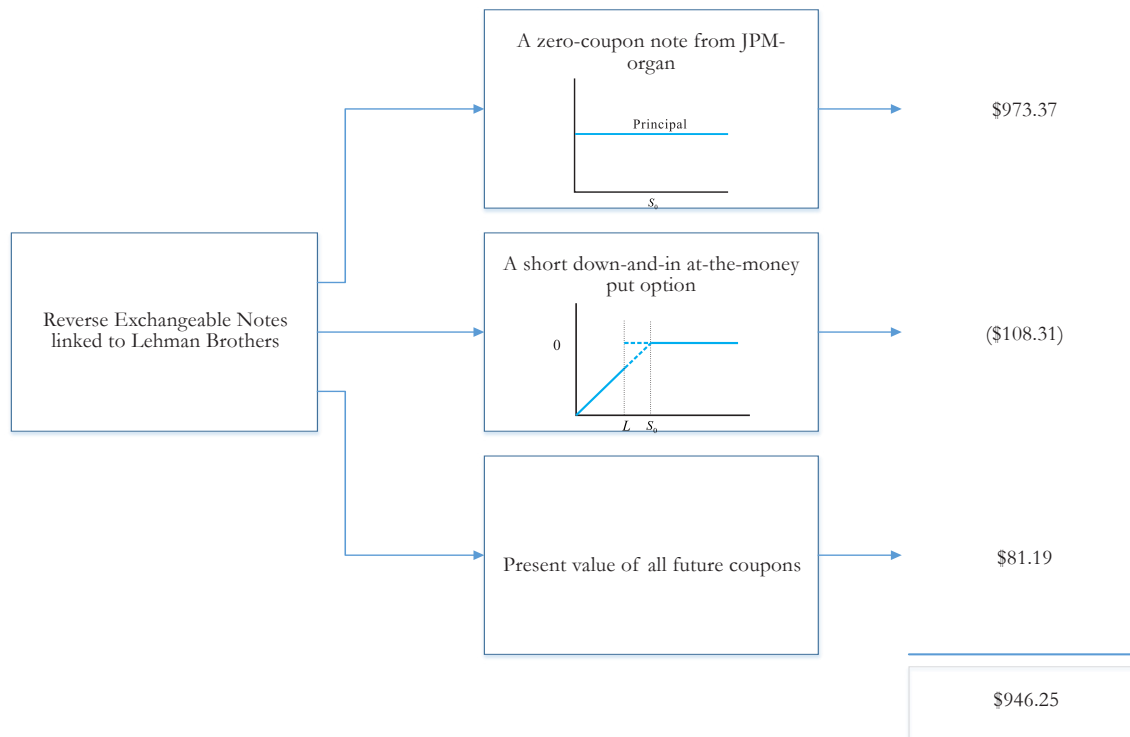 A zero-coupon note from JPM-
organ
Principal
S₀
$973.37
Reverse Exchangeable Notes
linked to Lehman Brothers
A short down-and-in at-the-money
put option
0
L S₀
($108.31)
Present value of all future coupons
$81.19
$946.25